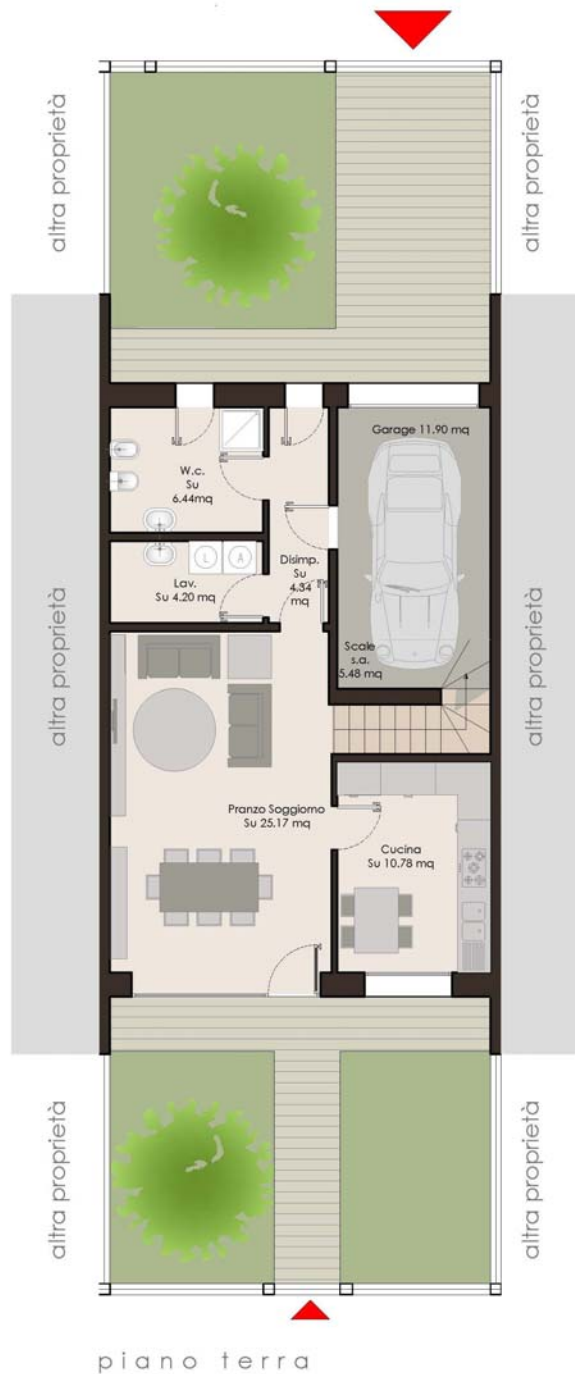 altra proprietà
altra proprietà
Garage 11.90 mq
W.c.
Su
6.44mq
Disimp.
Su
4.34
mq
L
A
Lav.
Su 4.20 mq
Scale
s.a.
5.48 mq
altra proprietà
altra proprietà
Pranzo Soggiorno
Su 25.17 mq
Cucina
Su 10.78 mq
altra proprietà
altra proprietà
piano terra